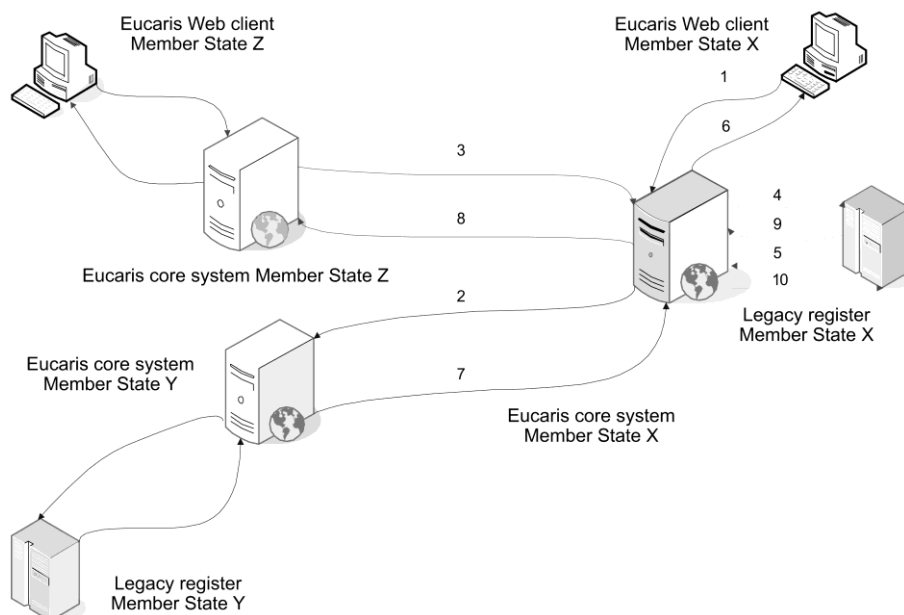 Eucaris Web client
Member State Z
Eucaris Web client
Member State X
1
6
3
4
8
9
5
10
Eucaris core system Member State Z
2
Legacy register
Member State X
Eucaris core system
Member State Y
7
Eucaris core system
Member State X
Legacy register
Member State Y